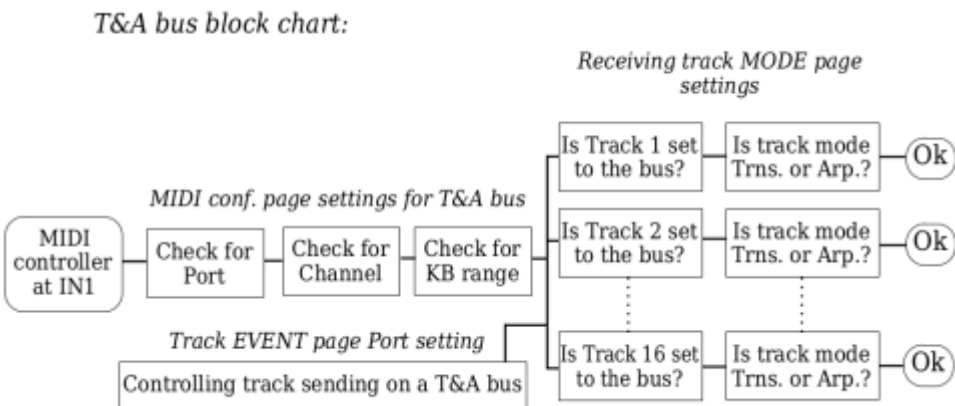 T&A bus block chart:
Receiving track MODE page
settings
Is Track 1 set
to the bus?
Is track mode
Trns. or Arp.?
Ok
MIDI conf. page settings for T&A bus
MIDI
controller
at IN1
Check for
Port
Check for
Channel
Check for
KB range
Is Track 2 set
to the bus?
Is track mode
Trns. or Arp.?
Ok
Track EVENT page Port setting
Controlling track sending on a T&A bus
Is Track 16 set
to the bus?
Is track mode
Trns. or Arp.?
Ok